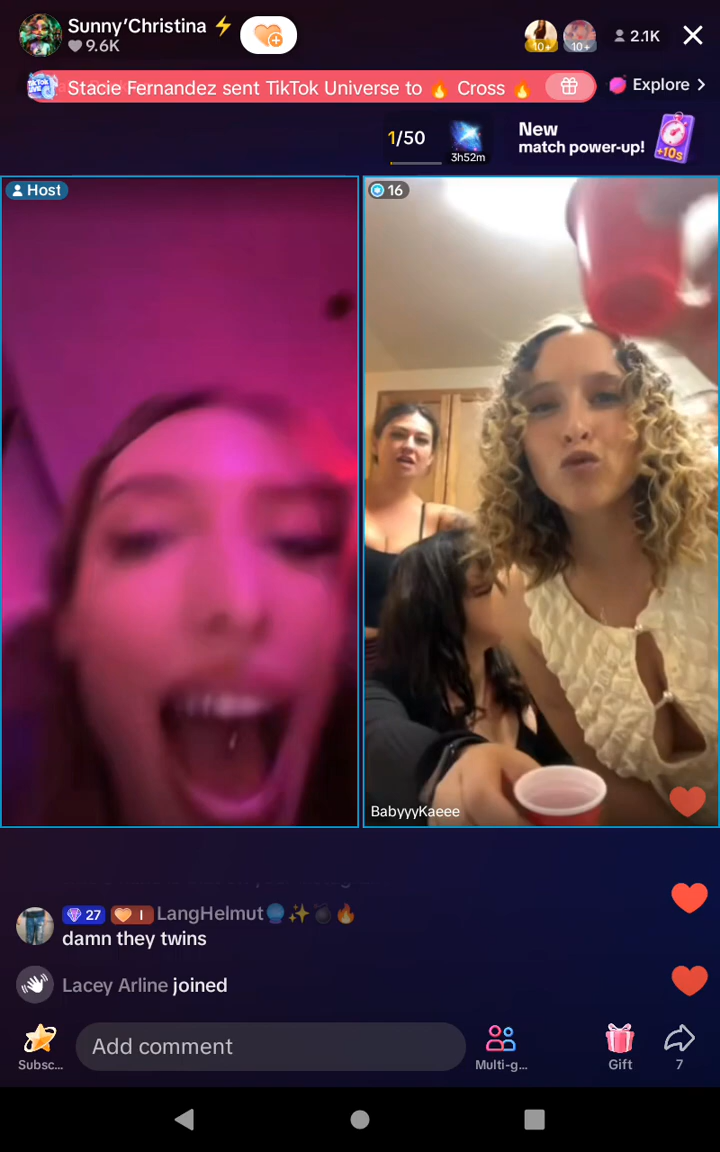 Sunny’Christina ⚡
9.6K
10+
10+
2.1K
Stacie Fernandez sent TikTok Universe to 🔥 Cross 🔥
Explore
1/50
3h52m
New
match power-up!
+10s
Host
16
BabyyyKaeee
27
I
LangHelmut🔮✨💣🔥
damn they twins
Lacey Arline joined
Add comment
Subsc...
Multi-g...
Gift
7